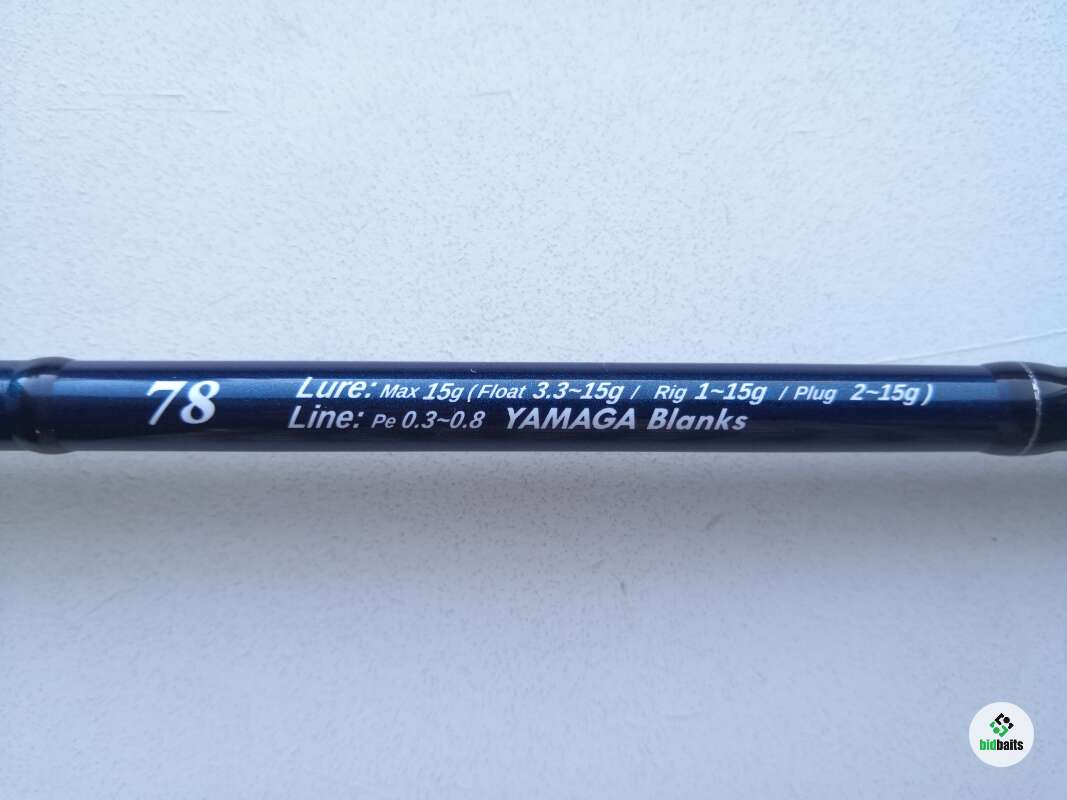 78
Lure: Max 15g (Float 3.3~15g / Rig 1~15g / Plug 2~15g)
Line: Pe 0.3~0.8 YAMAGA Blanks
bidbaits